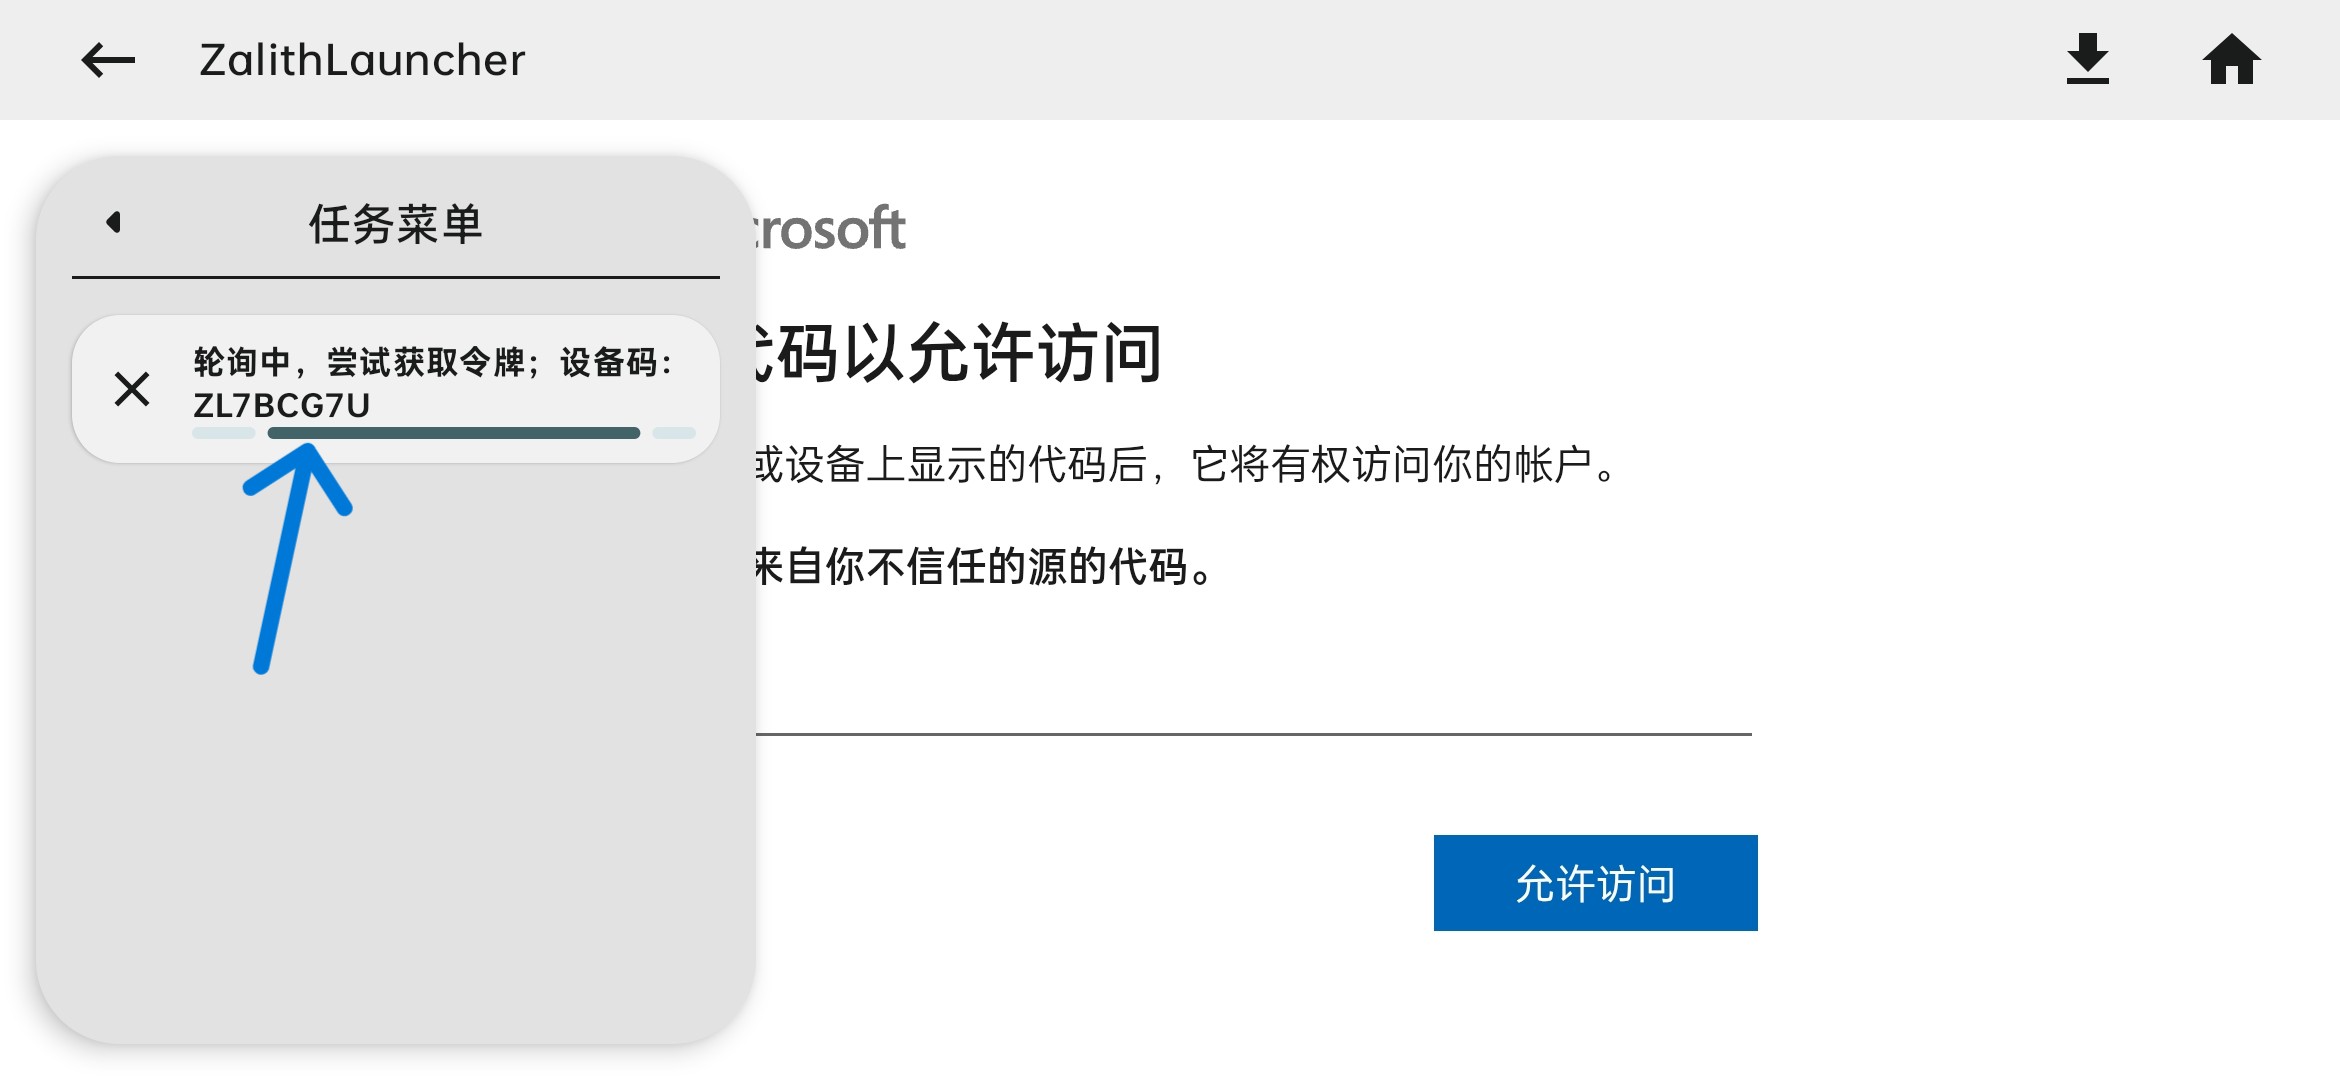 ZalithLauncher
任务菜单
轮询中，尝试获取令牌；设备码：
ZL7BCG7U
crosoft
代码以允许访问
或设备上显示的代码后，它将有权访问你的帐户。
来自你不信任的源的代码。
允许访问